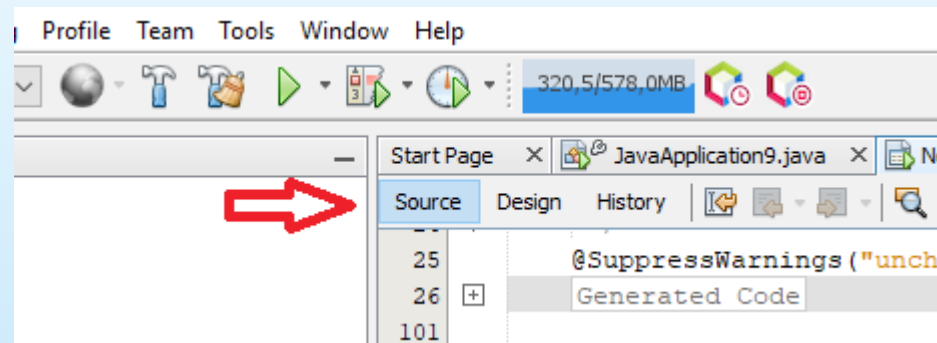 Profile Team Tools Window Help
320,5/578,0MB
Start Page JavaApplication9.java
Source Design History
25 @SuppressWarnings("unch
26 Generated Code
101